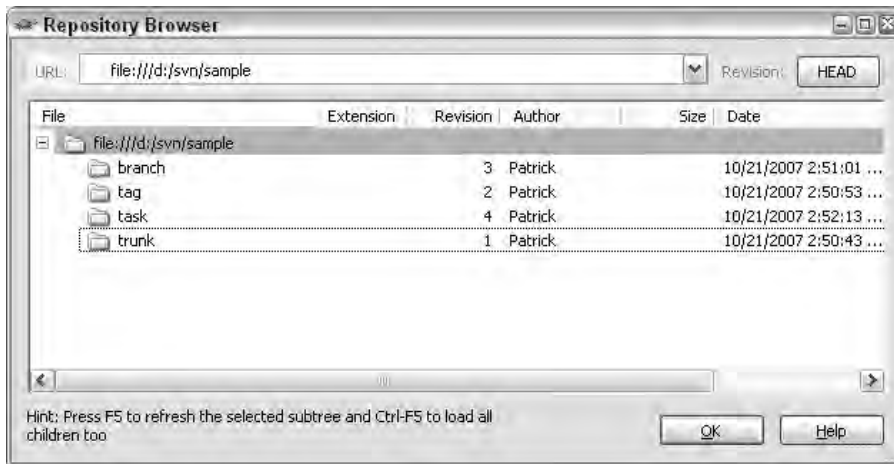 Repository Browser
URL: file:///d:/svn/sample Revision: HEAD
File Extension Revision Author Size Date
file:///d:/svn/sample
branch 3 Patrick 10/21/2007 2:51:01 ...
tag 2 Patrick 10/21/2007 2:50:53 ...
task 4 Patrick 10/21/2007 2:52:13 ...
trunk 1 Patrick 10/21/2007 2:50:43 ...
Hint: Press F5 to refresh the selected subtree and Ctrl-F5 to load all
children too
OK Help